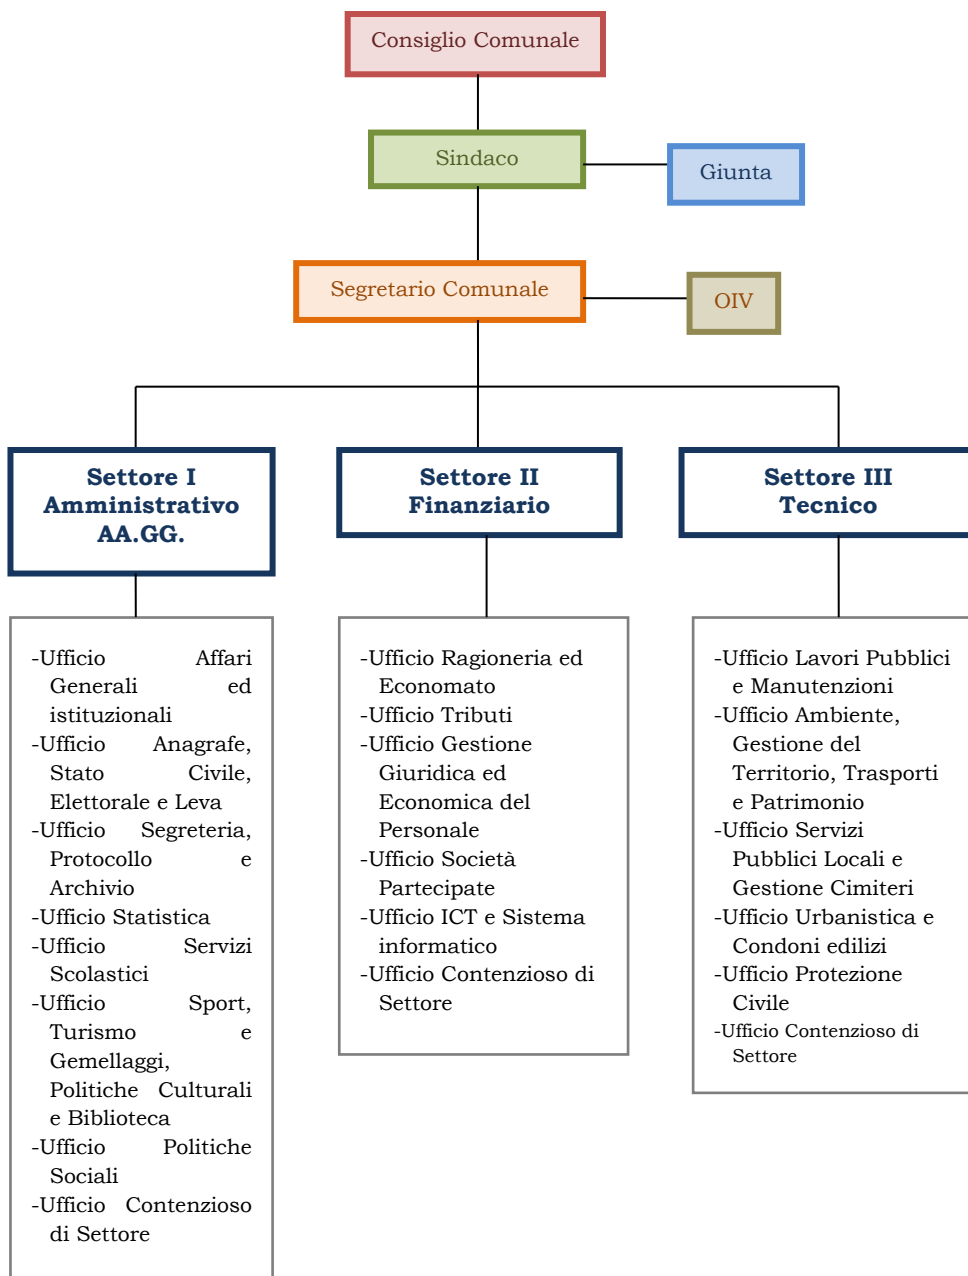 Consiglio Comunale
Sindaco
Giunta
Segretario Comunale
OIV
Settore I
Amministrativo
AA.GG.
Settore II
Finanziario
Settore III
Tecnico
-Ufficio Affari
Generali ed
istituzionali
-Ufficio Anagrafe,
Stato Civile,
Elettorale e Leva
-Ufficio Segreteria,
Protocollo e
Archivio
-Ufficio Statistica
-Ufficio Servizi
Scolastici
-Ufficio Sport,
Turismo e
Gemellaggi,
Politiche Culturali
e Biblioteca
-Ufficio Politiche
Sociali
-Ufficio Contenzioso
di Settore
-Ufficio Ragioneria ed
Economato
-Ufficio Tributi
-Ufficio Gestione
Giuridica ed
Economica del
Personale
-Ufficio Società
Partecipate
-Ufficio ICT e Sistema
informatico
-Ufficio Contenzioso di
Settore
-Ufficio Lavori Pubblici
e Manutenzioni
-Ufficio Ambiente,
Gestione del
Territorio, Trasporti
e Patrimonio
-Ufficio Servizi
Pubblici Locali e
Gestione Cimiteri
-Ufficio Urbanistica e
Condoni edilizi
-Ufficio Protezione
Civile
-Ufficio Contenzioso di
Settore